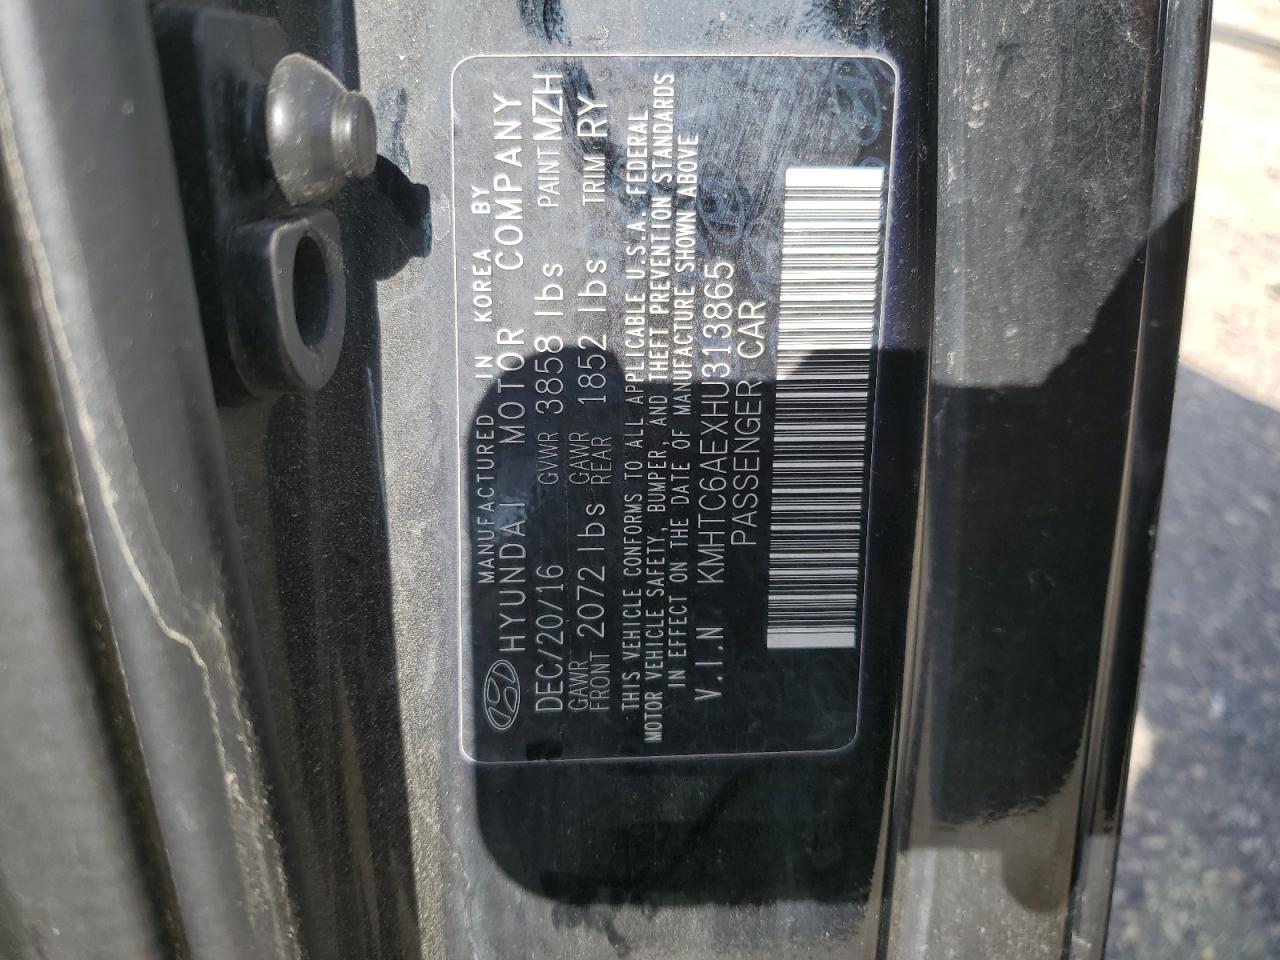 MANUFACTURED IN KOREA BY
HYUNDAI MOTOR COMPANY
DEC/20/16 GVWR 3858 lbs PAINT MZH
GAWR FRONT 2072 lbs GAWR REAR 1852 lbs TRIM RY
THIS VEHICLE CONFORMS TO ALL APPLICABLE U.S.A. FEDERAL
MOTOR VEHICLE SAFETY, BUMPER, AND THEFT PREVENTION STANDARDS
IN EFFECT ON THE DATE OF MANUFACTURE SHOWN ABOVE
V.I.N KMHTC6AEXHU313865
PASSENGER CAR